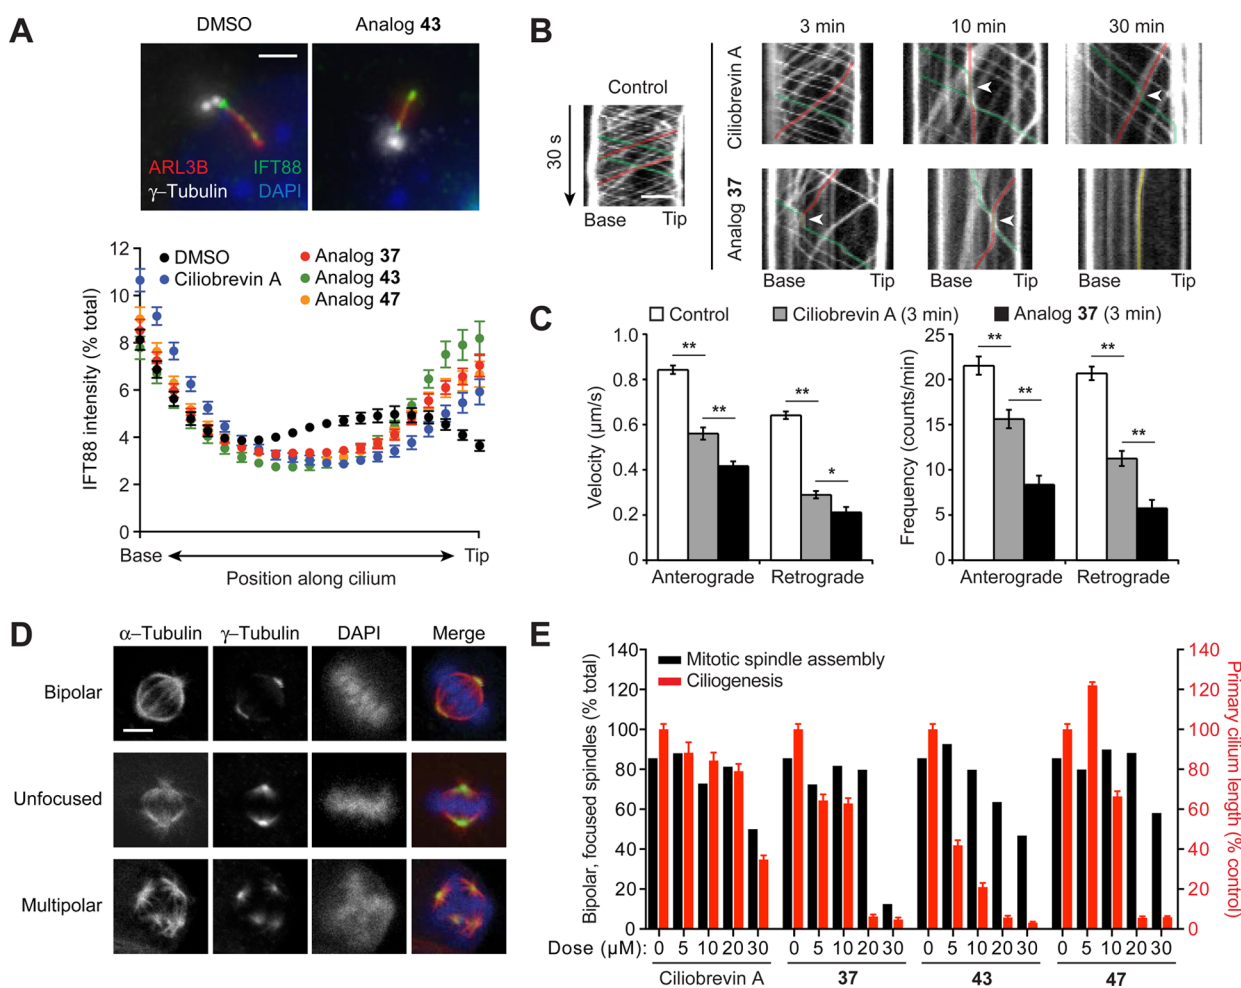 A
DMSO
Analog 43
ARL3B
IFT88
γ–Tubulin
DAPI
12
10
8
6
4
2
0
IFT88 intensity (% total)
DMSO
Ciliobrevin A
Analog 37
Analog 43
Analog 47
Base
Tip
Position along cilium
B
3 min
10 min
30 min
Control
30 s
Base
Tip
Ciliobrevin A
Analog 37
Base
Tip
Base
Tip
Base
Tip
C
Control
Ciliobrevin A (3 min)
Analog 37 (3 min)
1.0
0.8
0.6
0.4
0.2
0
Velocity (μm/s)
**
**
**
*
Anterograde
Retrograde
25
20
15
10
5
0
Frequency (counts/min)
**
**
**
**
Anterograde
Retrograde
D
α–Tubulin
γ–Tubulin
DAPI
Merge
Bipolar
Unfocused
Multipolar
E
Mitotic spindle assembly
Ciliogenesis
140
120
100
80
60
40
20
0
Bipolar, focused spindles (% total)
140
120
100
80
60
40
20
0
Primary cilium length (% control)
Dose (μM):
0 5 10 20 30
0 5 10 20 30
0 5 10 20 30
0 5 10 20 30
Ciliobrevin A
37
43
47